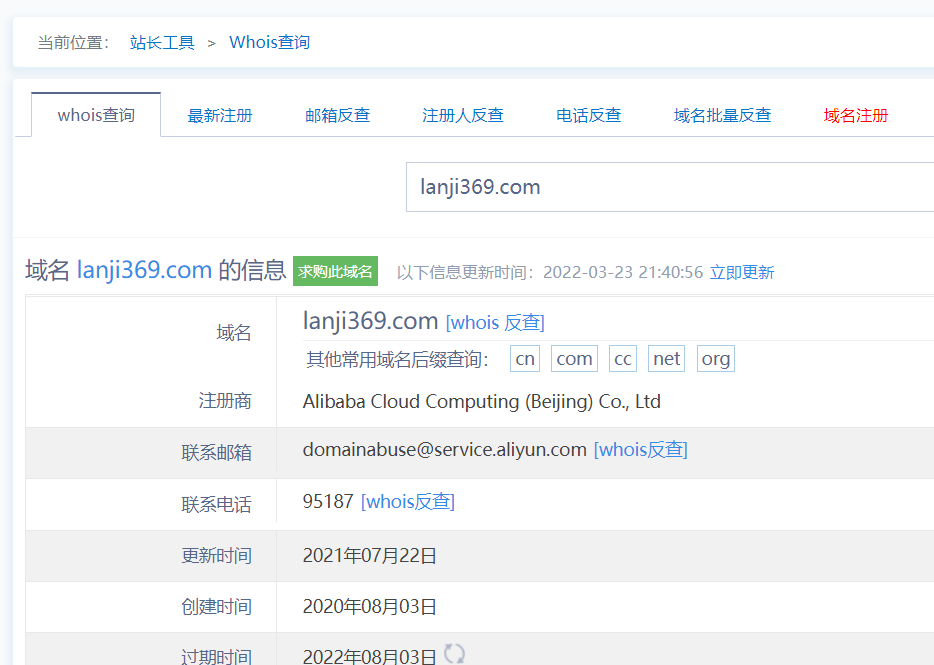 当前位置： 站长工具 > Whois查询
whois查询 最新注册 邮箱反查 注册人反查 电话反查 域名批量反查 域名注册
lanji369.com
域名 lanji369.com 的信息 求购此域名 以下信息更新时间：2022-03-23 21:40:56 立即更新
域名 lanji369.com [whois 反查]
其他常用域名后缀查询： cn com cc net org
注册商 Alibaba Cloud Computing (Beijing) Co., Ltd
联系邮箱 domainabuse@service.aliyun.com [whois反查]
联系电话 95187 [whois反查]
更新时间 2021年07月22日
创建时间 2020年08月03日
过期时间 2022年08月03日